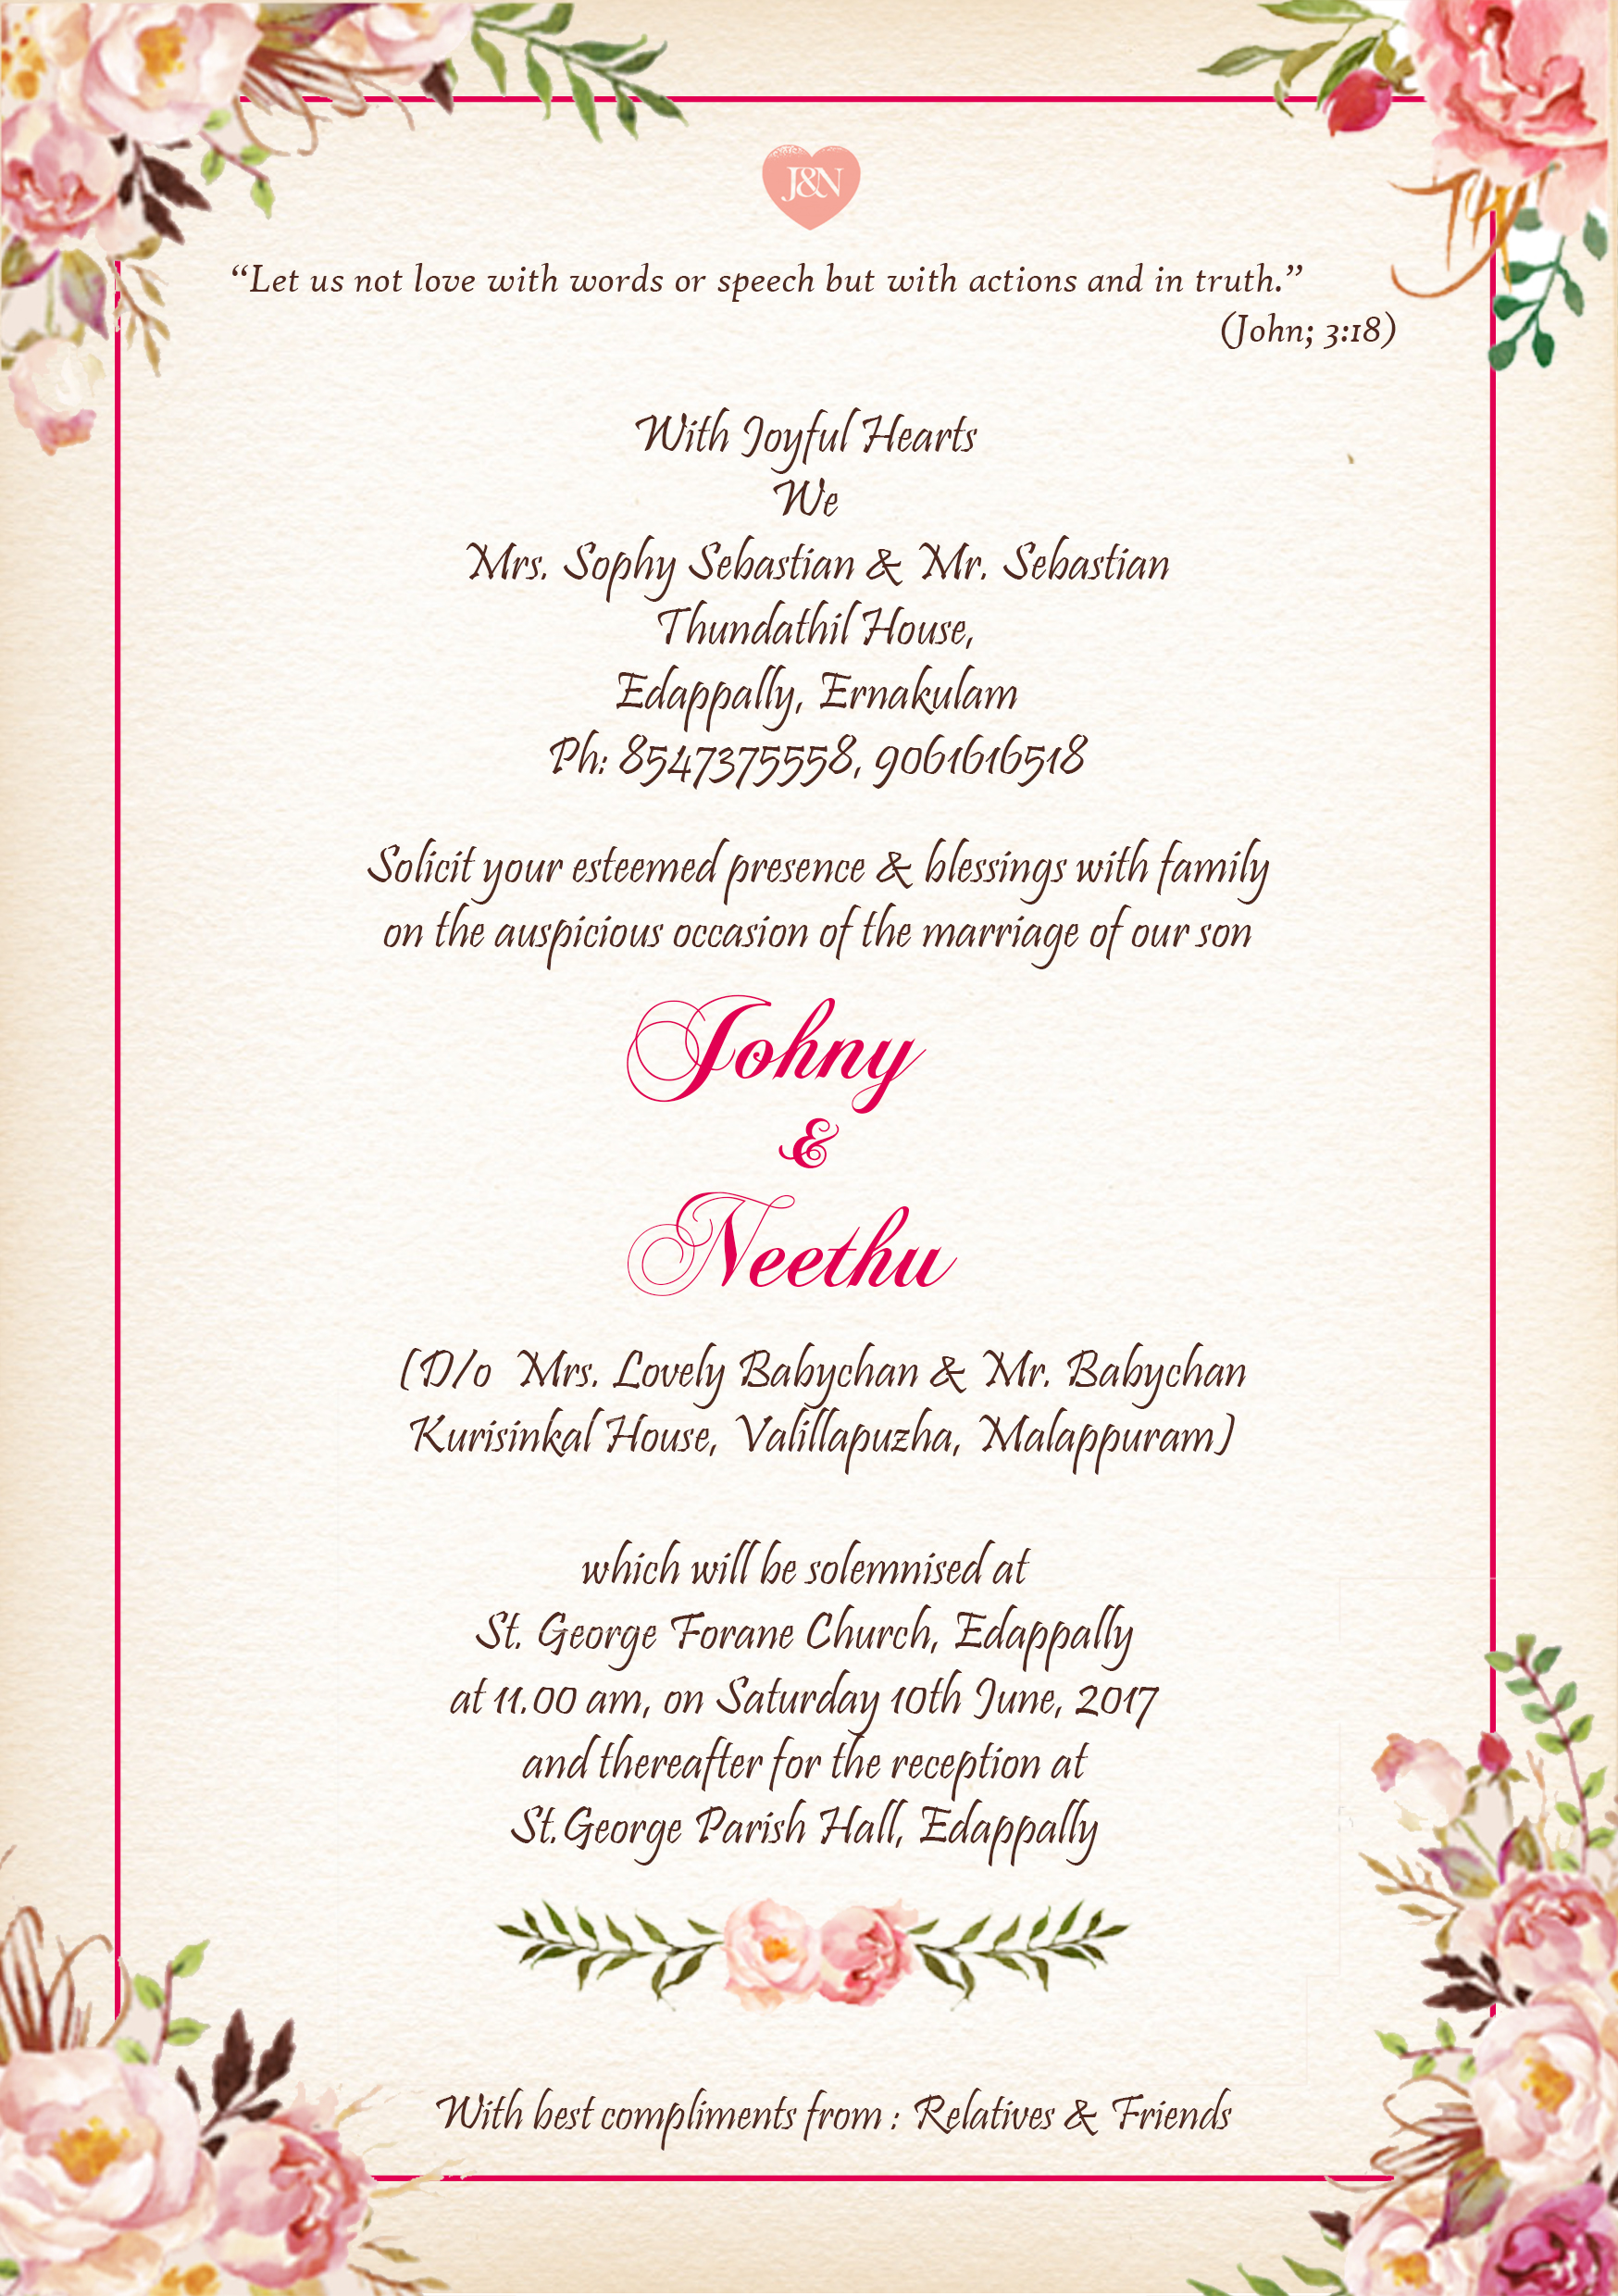 J&N
“Let us not love with words or speech but with actions and in truth.”
(John; 3:18)
With Joyful Hearts
We
Mrs. Sophy Sebastian & Mr. Sebastian
Thundathil House,
Edappally, Ernakulam
Ph: 8547375558, 9061616518
Solicit your esteemed presence & blessings with family
on the auspicious occasion of the marriage of our son
Johny
&
Neethu
(D/o Mrs. Lovely Babychan & Mr. Babychan
Kurisinkal House, Valillapuzha, Malappuram)
which will be solemnised at
St. George Forane Church, Edappally
at 11.00 am, on Saturday 10th June, 2017
and thereafter for the reception at
St.George Parish Hall, Edappally
With best compliments from : Relatives & Friends